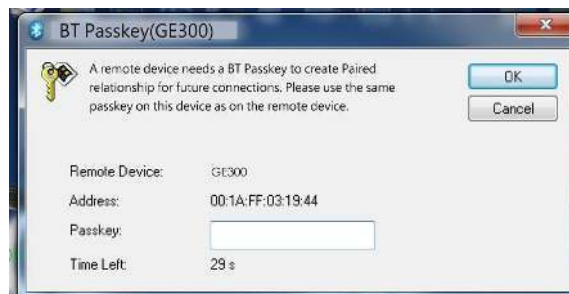 BT Passkey(GE300)
A remote device needs a BT Passkey to create Paired
relationship for future connections. Please use the same
passkey on this device as on the remote device.
OK
Cancel
Remote Device: GE300
Address: 00:1A:FF:03:19:44
Passkey:
Time Left: 29 s